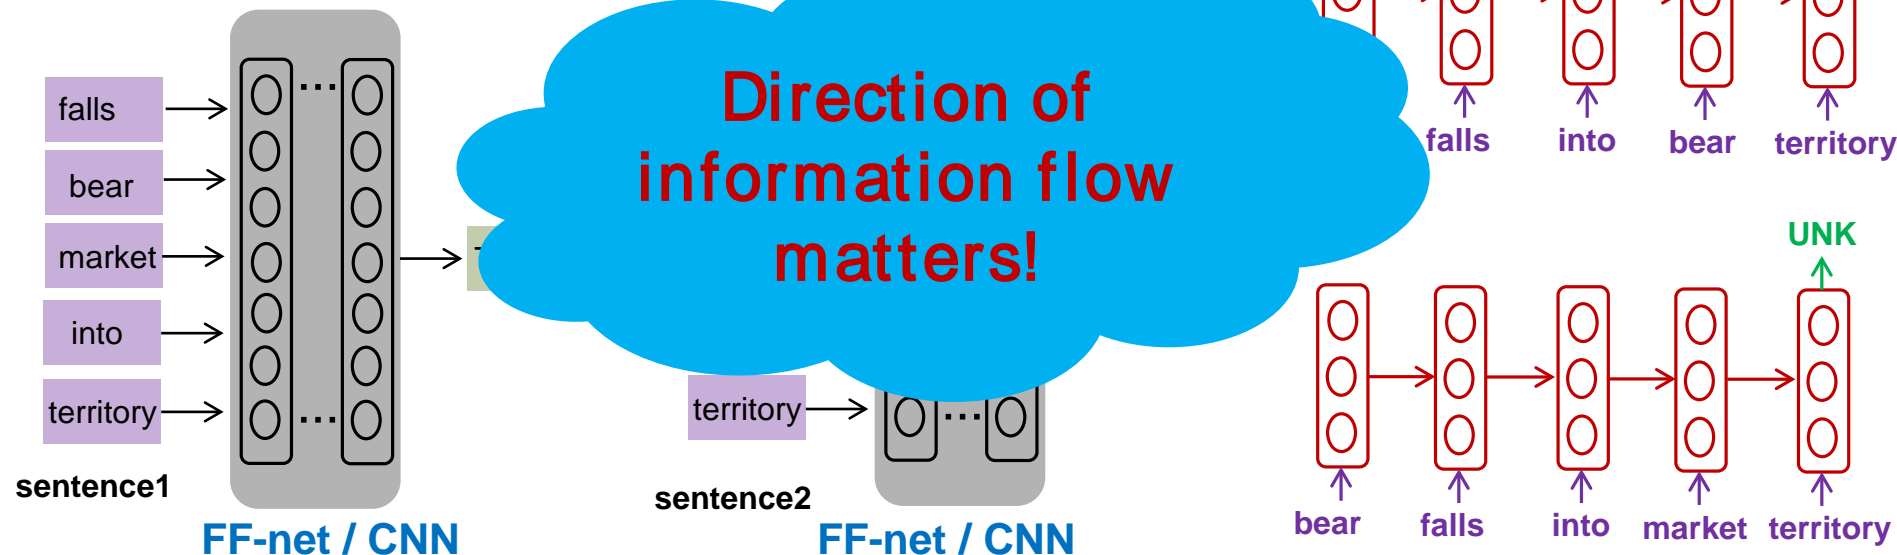 falls
bear
market
into
territory
sentence1
FF-net / CNN
Direction of
information flow
matters!
territory
sentence2
FF-net / CNN
falls into bear territory
UNK
bear falls into market territory